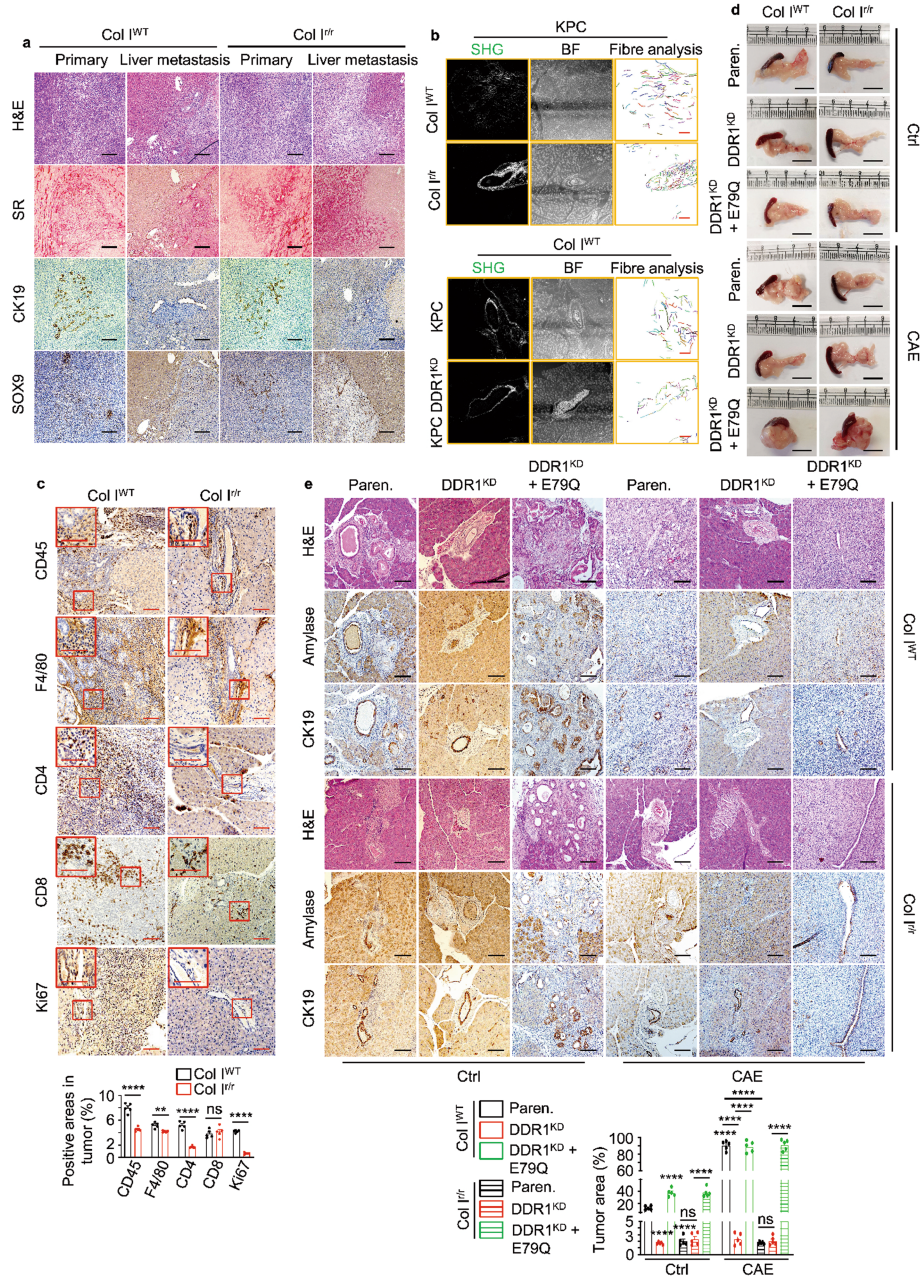 a
Col I^WT Col I^r/r
Primary Liver metastasis Primary Liver metastasis
H&E
SR
CK19
SOX9
b
KPC
SHG BF Fibre analysis
Col I^WT
Col I^r/r
Col I^WT
SHG BF Fibre analysis
KPC
KPC DDR1^KD
c
Col I^WT Col I^r/r
CD45
F4/80
CD4
CD8
Ki67
Col I^WT
Col I^r/r
Positive areas in
tumor (%)
**** ** **** ns ****
9
6
4
2
0
CD45 F4/80 CD4 CD8 Ki67
d
Col I^WT Col I^r/r
Paren.
DDR1^KD
DDR1^KD
+ E79Q
Ctrl
Paren.
DDR1^KD
DDR1^KD
+ E79Q
CAE
e
Paren. DDR1^KD DDR1^KD
+ E79Q
Paren. DDR1^KD DDR1^KD
+ E79Q
H&E
Amylase
CK19
Col I^WT
H&E
Amylase
CK19
Col I^r/r
Ctrl CAE
Col I^WT
Paren.
DDR1^KD
DDR1^KD +
E79Q
Col I^r/r
Paren.
DDR1^KD
DDR1^KD +
E79Q
Tumor area (%)
100
80
60
40
20
3
2
1
0
**** **** **** **** ns
**** **** **** **** **** ns
Ctrl CAE